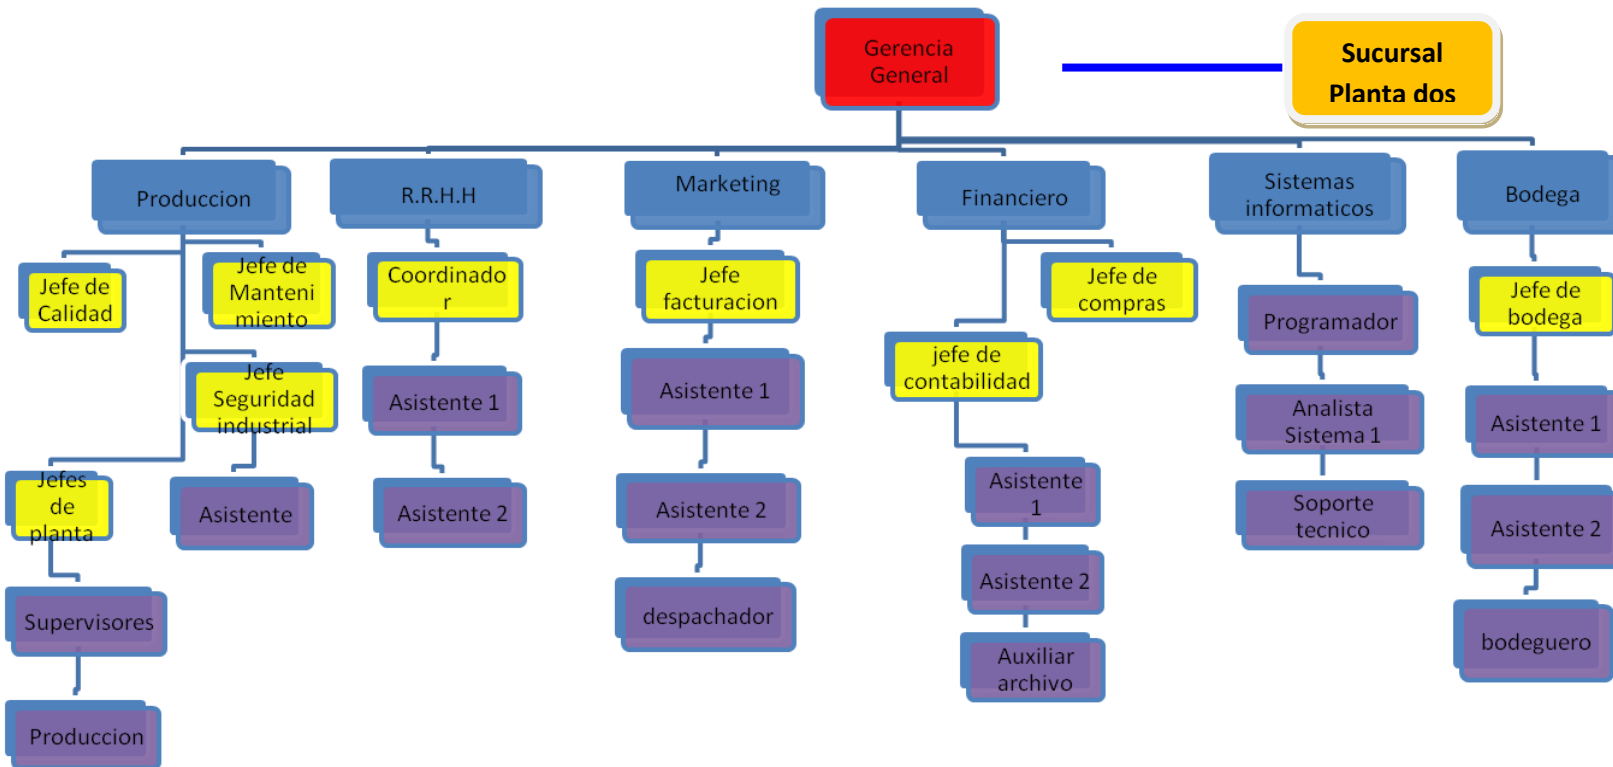 Gerencia
General
Sucursal
Planta dos
Produccion
R.R.H.H
Marketing
Financiero
Sistemas
informaticos
Bodega
Jefe de
Calidad
Jefe de
Manteni
miento
Jefe
Seguridad
industrial
Asistente
Jefes
de
planta
Supervisores
Produccion
Coordinado
r
Asistente 1
Asistente 2
Jefe
facturacion
Asistente 1
Asistente 2
despachador
Jefe de
compras
jefe de
contabilidad
Asistente
1
Asistente 2
Auxiliar
archivo
Programador
Analista
Sistema 1
Soporte
tecnico
Jefe de
bodega
Asistente 1
Asistente 2
bodeguero